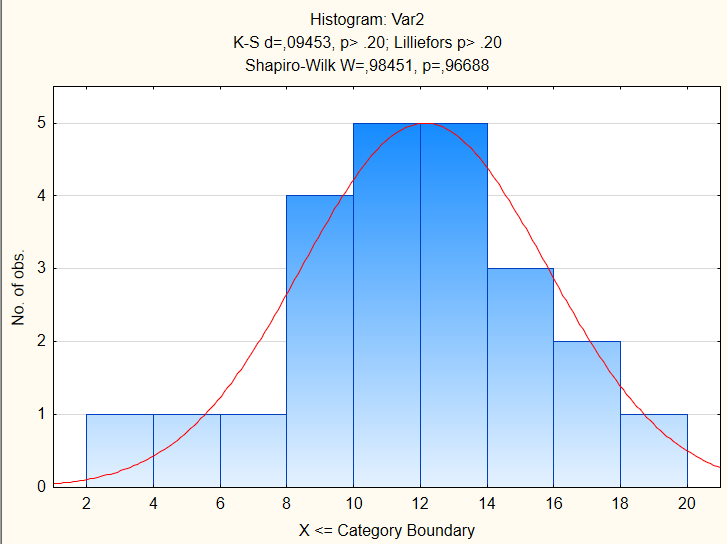 Histogram: Var2
K-S d=,09453, p> .20; Lilliefors p> .20
Shapiro-Wilk W=,98451, p=,96688
5
4
3
2
1
0
No. of obs.
2 4 6 8 10 12 14 16 18 20
X <= Category Boundary